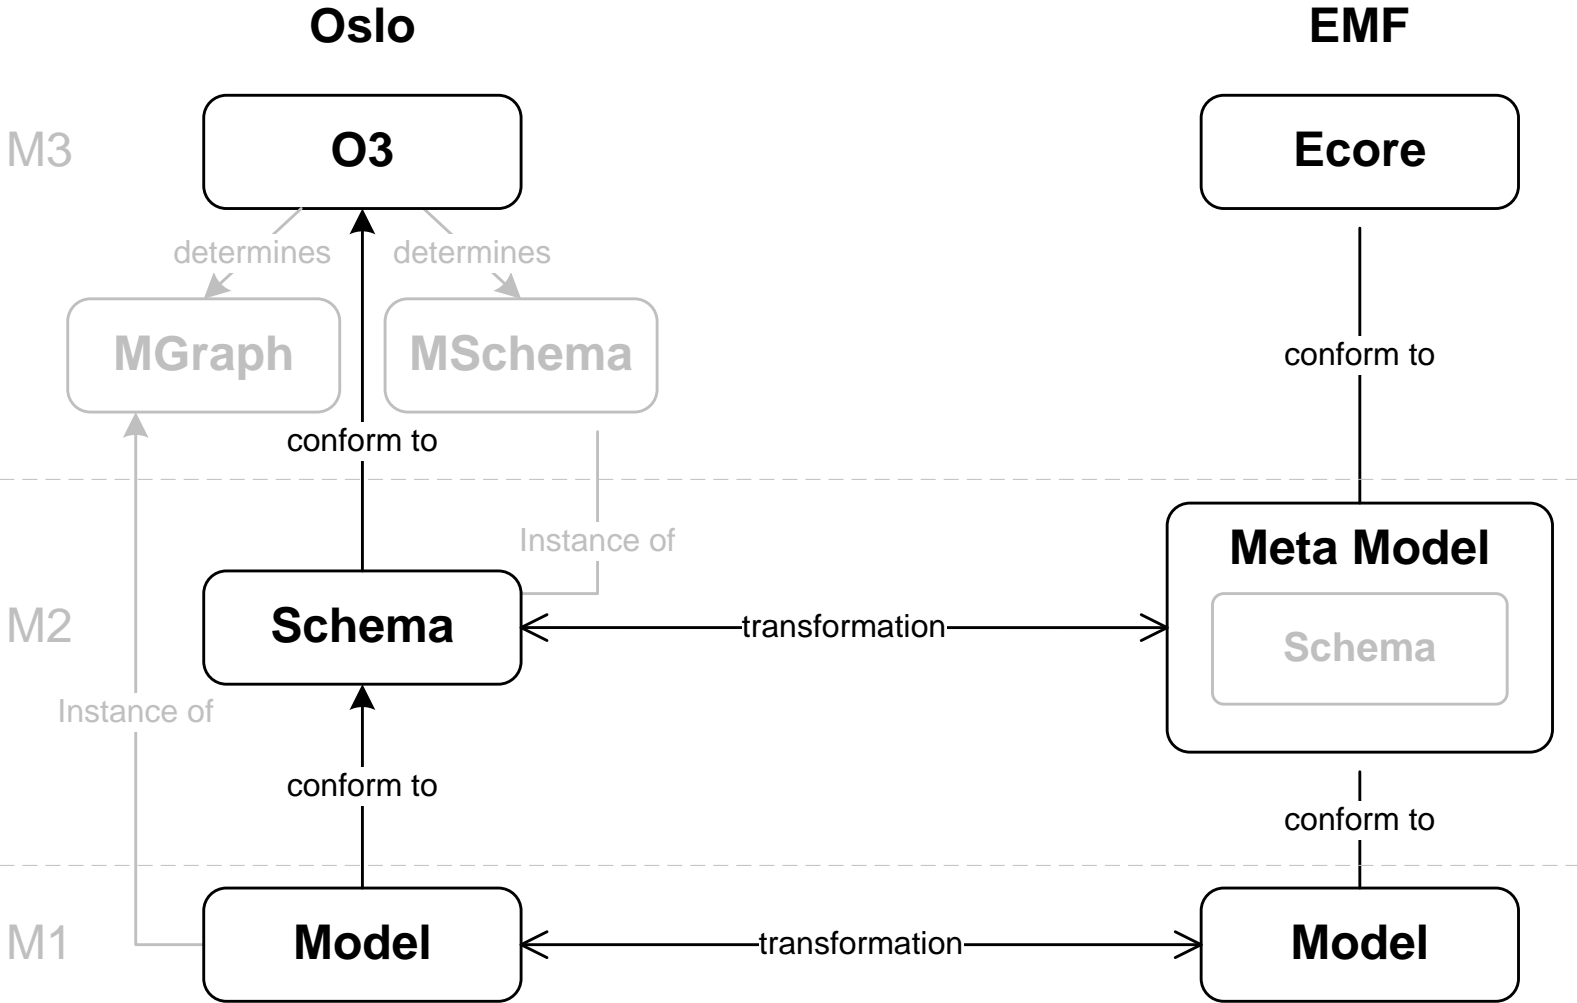 Oslo
EMF
M3
O3
Ecore
determines
determines
MGraph
MSchema
conform to
conform to
Instance of
Meta Model
M2
Schema
transformation
Schema
Instance of
conform to
conform to
M1
Model
transformation
Model